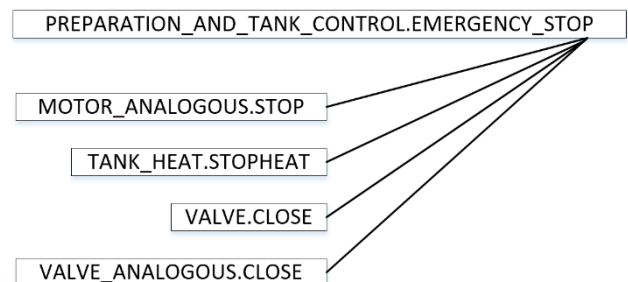 PREPARATION_AND_TANK_CONTROL.EMERGENCY_STOP
MOTOR_ANALOGOUS.STOP
TANK_HEAT.STOPHEAT
VALVE.CLOSE
VALVE_ANALOGOUS.CLOSE